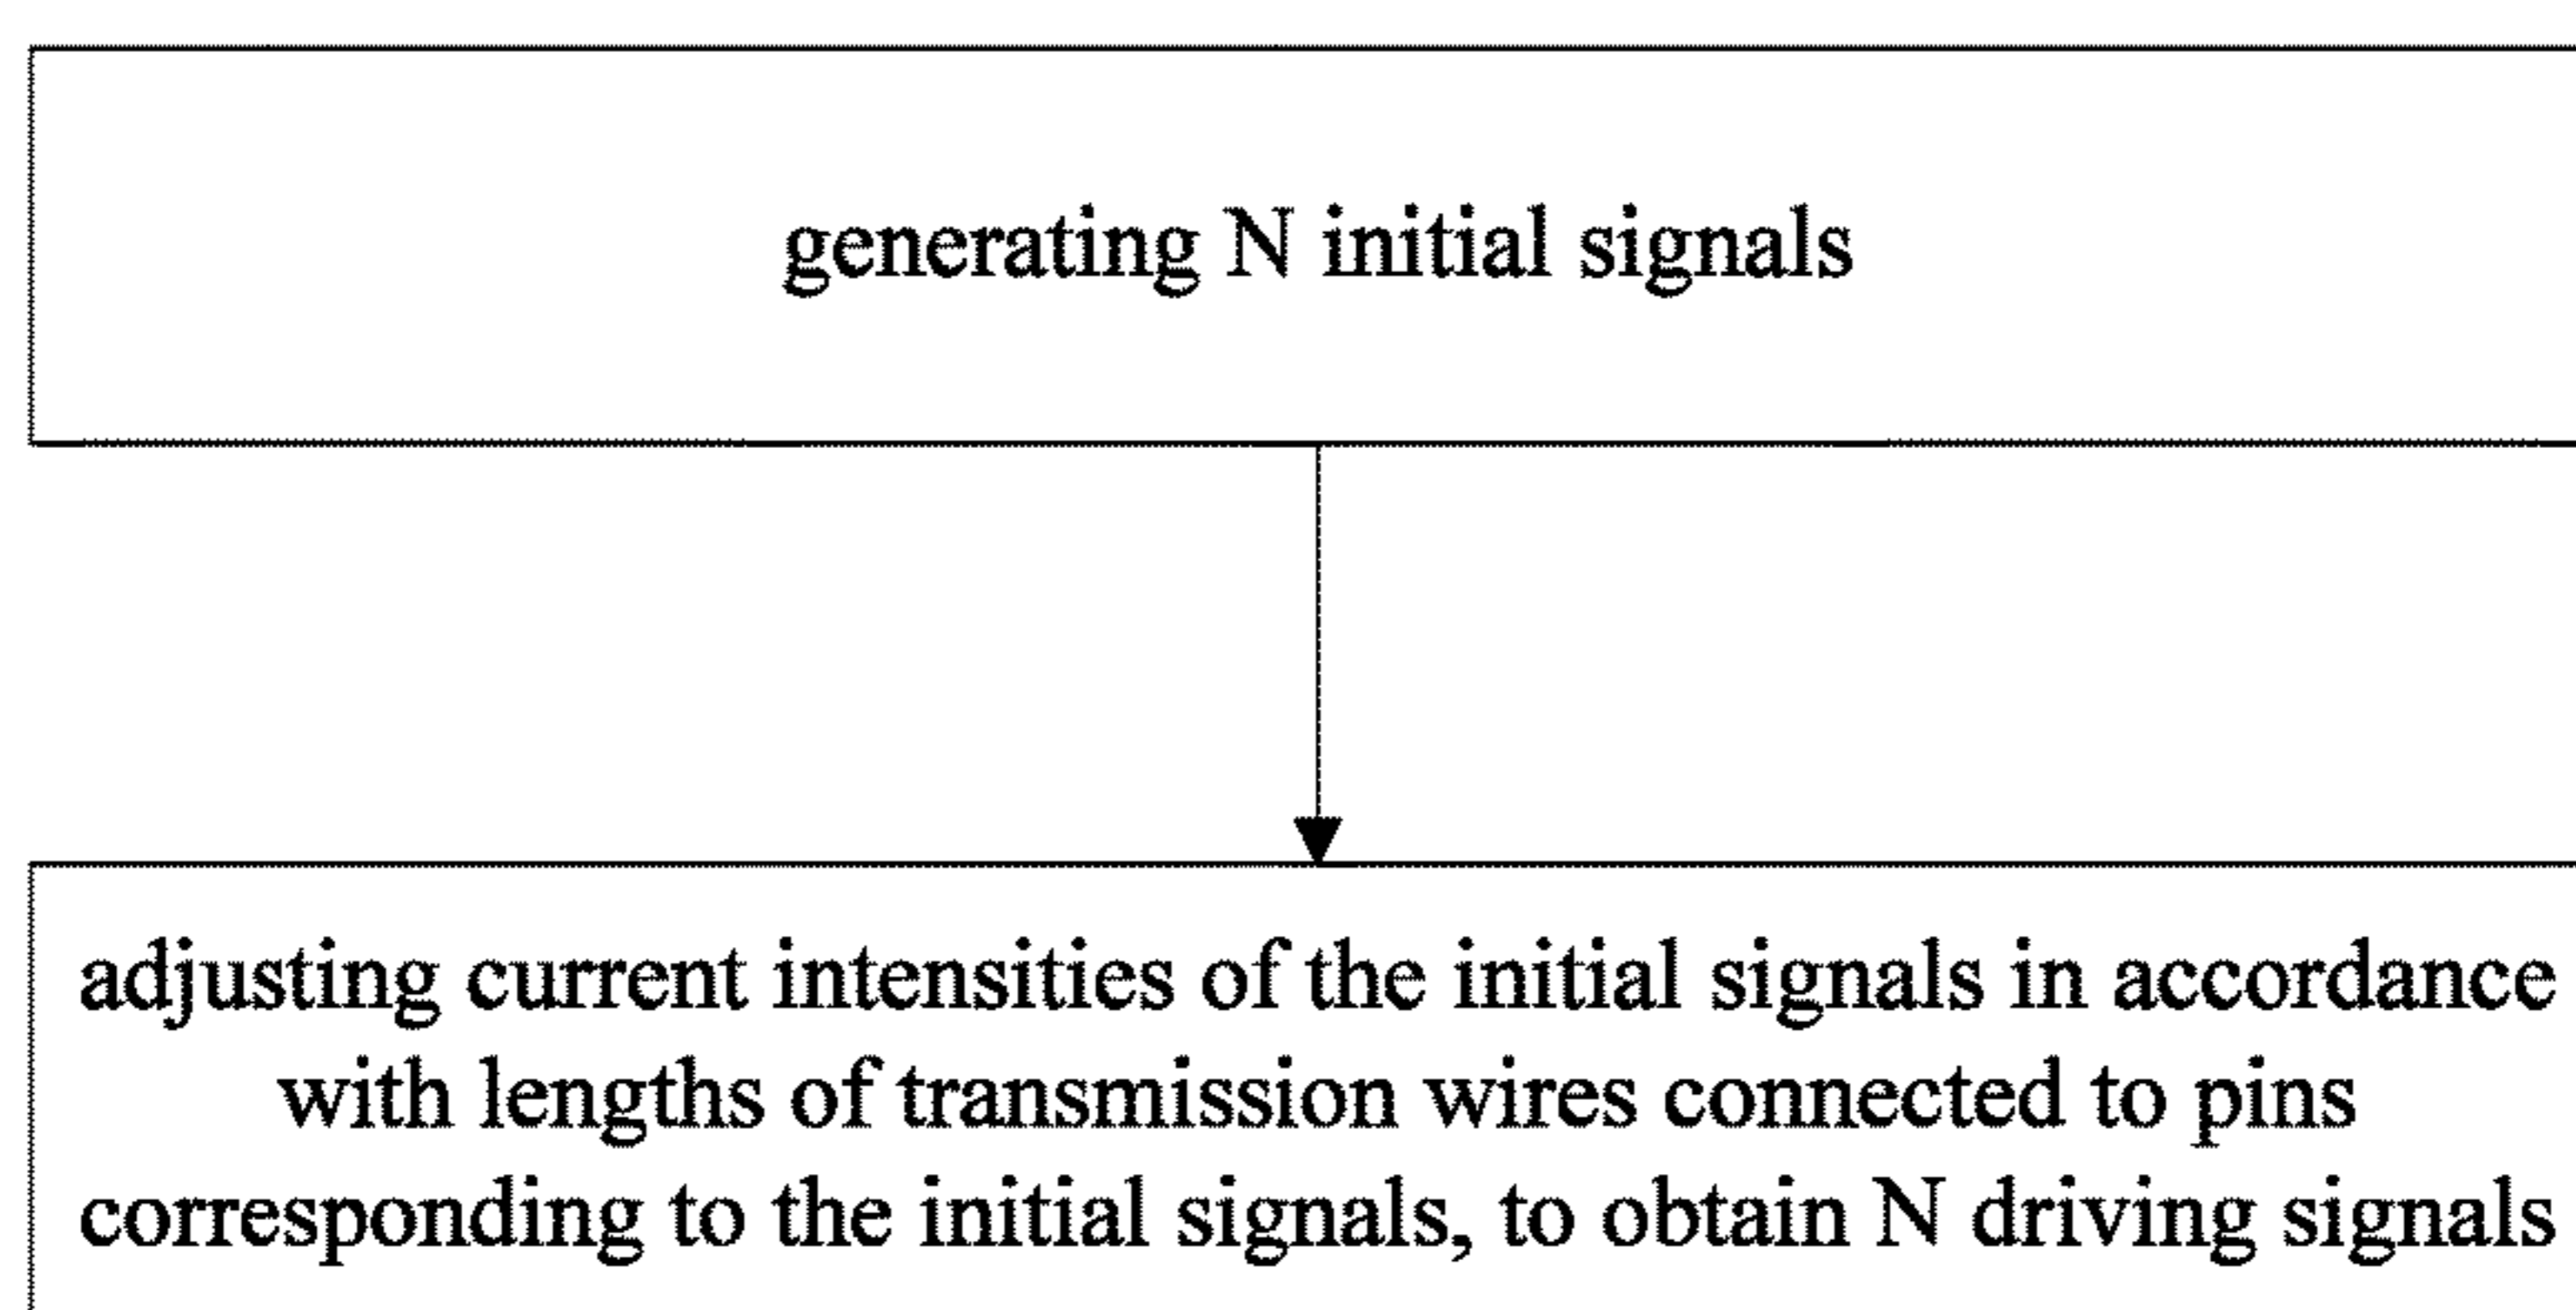 generating N initial signals
adjusting current intensities of the initial signals in accordance
with lengths of transmission wires connected to pins
corresponding to the initial signals, to obtain N driving signals